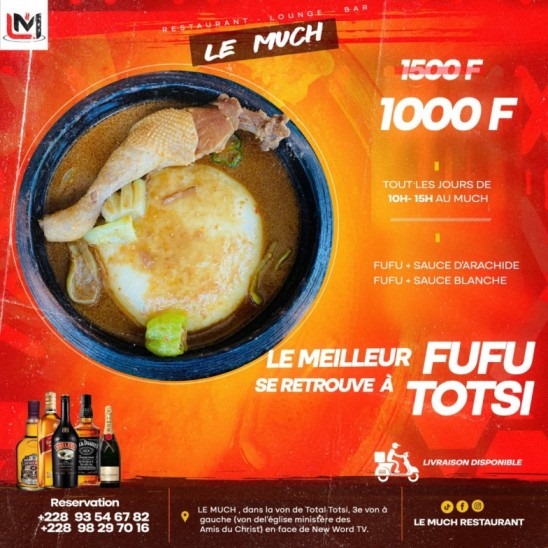 LM
RESTAURANT - LOUNGE - BAR
LE MUCH
1500 F
1000 F
TOUT LES JOURS DE
10H- 15H AU MUCH
FUFU + SAUCE D'ARACHIDE
FUFU + SAUCE BLANCHE
LE MEILLEUR FUFU
SE RETROUVE À TOTSI
LIVRAISON DISPONIBLE
Reservation
+228 93 54 67 82
+228 98 29 70 16
LE MUCH , dans la von de Total Totsi, 3e von à
gauche (von del'église ministère des
Amis du Christ) en face de New Word TV.
LE MUCH RESTAURANT